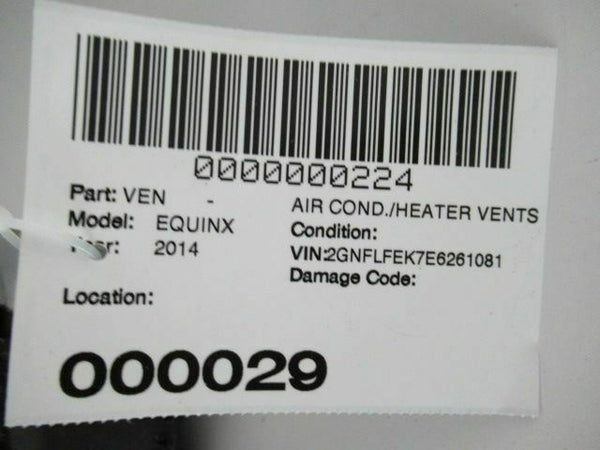 0000000224
Part: VEN - AIR COND./HEATER VENTS
Model: EQUINX Condition:
2014 VIN:2GNFLFEK7E6261081
Damage Code:
Location:
000029